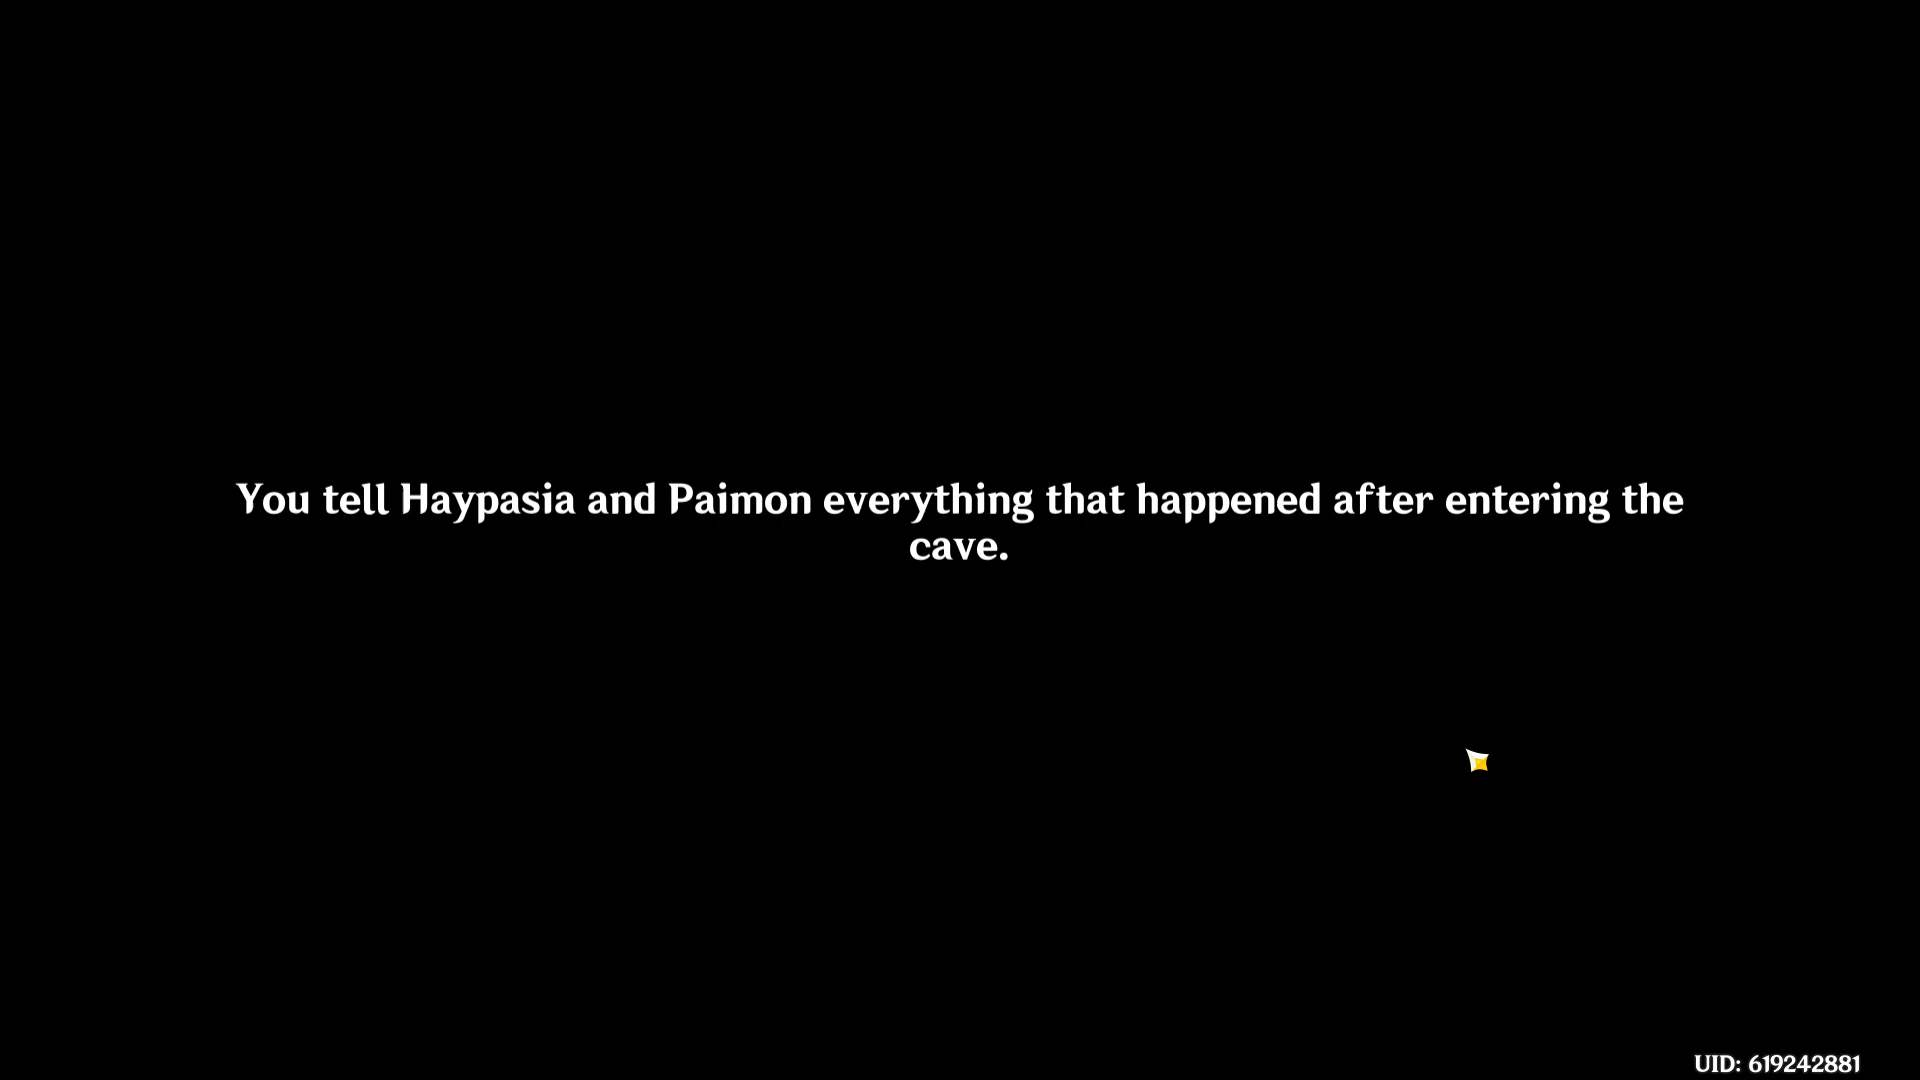 You tell Haypasia and Paimon everything that happened after entering the
cave.
UID: 619242881